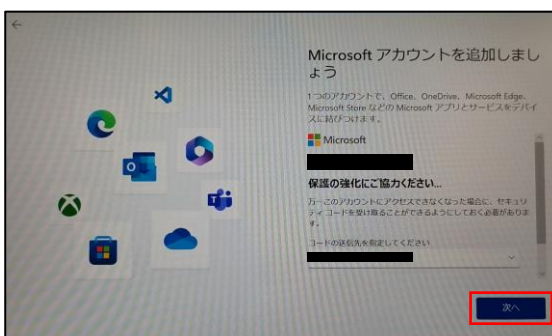 Microsoft アカウントを追加しまし
ょう
1 つのアカウントで、Office、OneDrive、Microsoft Edge、
Microsoft Store などの Microsoft アプリとサービスをデバイ
スに結びつけます。
Microsoft
保護の強化にご協力ください...
万一このアカウントにアクセスできなくなった場合に、セキュリ
ティ コードを受け取ることができるようにしておく必要がありま
す。
コードの送信先を指定してください
次へ